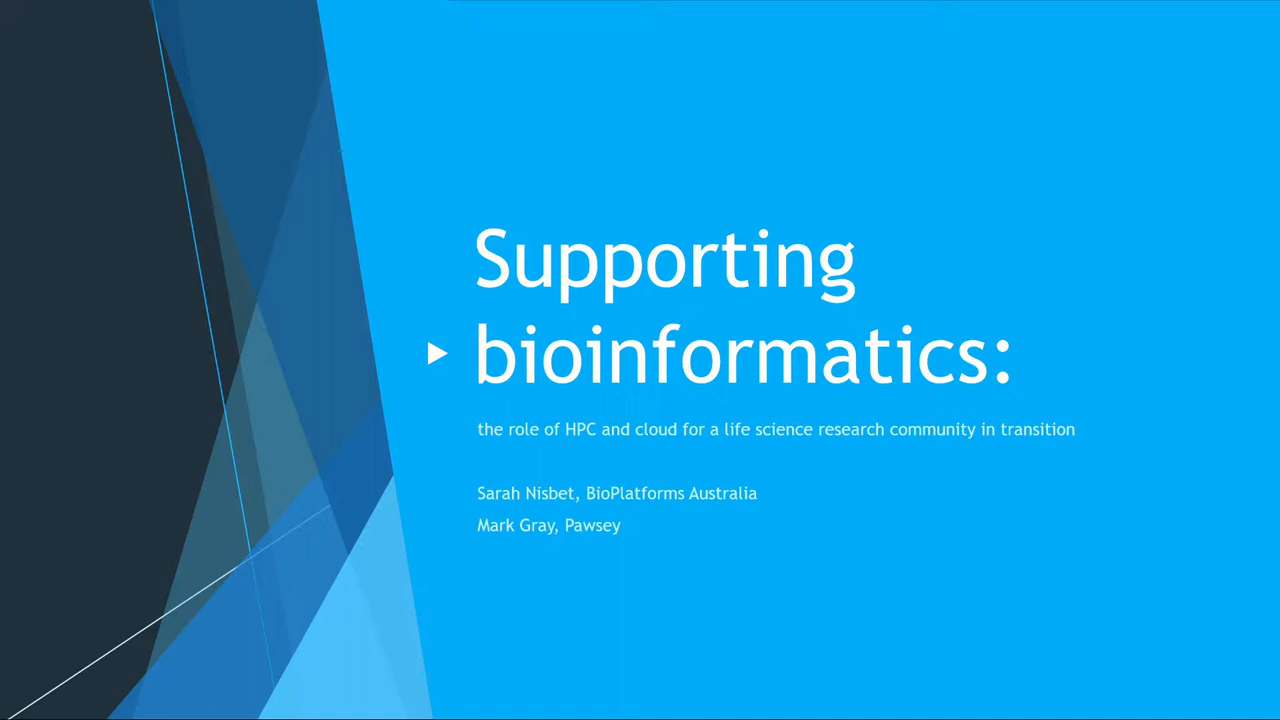 Supporting
bioinformatics:
the role of HPC and cloud for a life science research community in transition
Sarah Nisbet, BioPlatforms Australia
Mark Gray, Pawsey